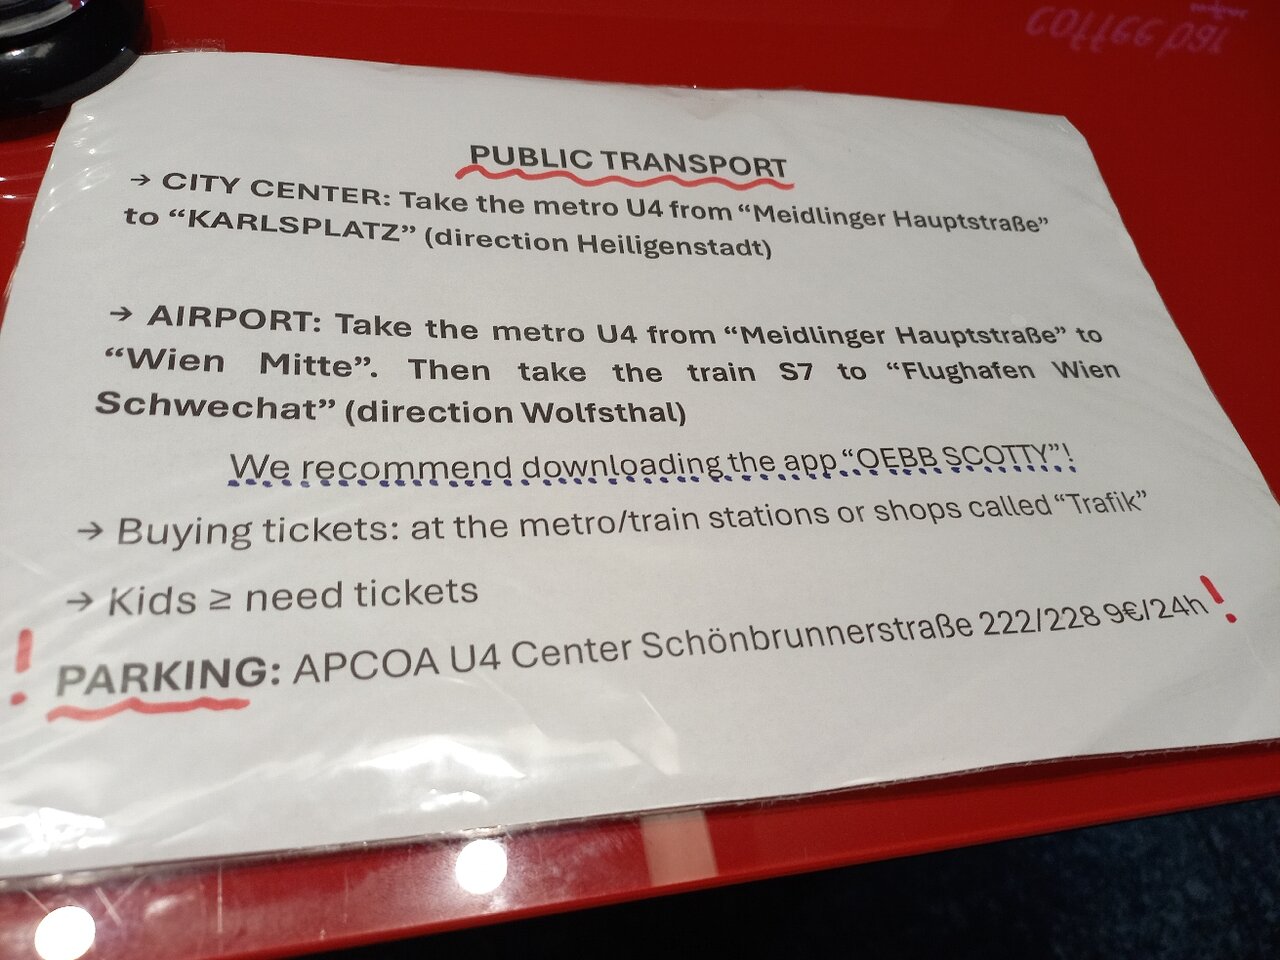 PUBLIC TRANSPORT
→ CITY CENTER: Take the metro U4 from “Meidlinger Hauptstraße”
to “KARLSPLATZ” (direction Heiligenstadt)
→ AIRPORT: Take the metro U4 from “Meidlinger Hauptstraße” to
“Wien Mitte”. Then take the train S7 to “Flughafen Wien
Schwechat” (direction Wolfsthal)
We recommend downloading the app “OEBB SCOTTY”!
→ Buying tickets: at the metro/train stations or shops called “Trafik”
→ Kids ≥ need tickets
! PARKING: APCOA U4 Center Schönbrunnerstraße 222/228 9€/24h !